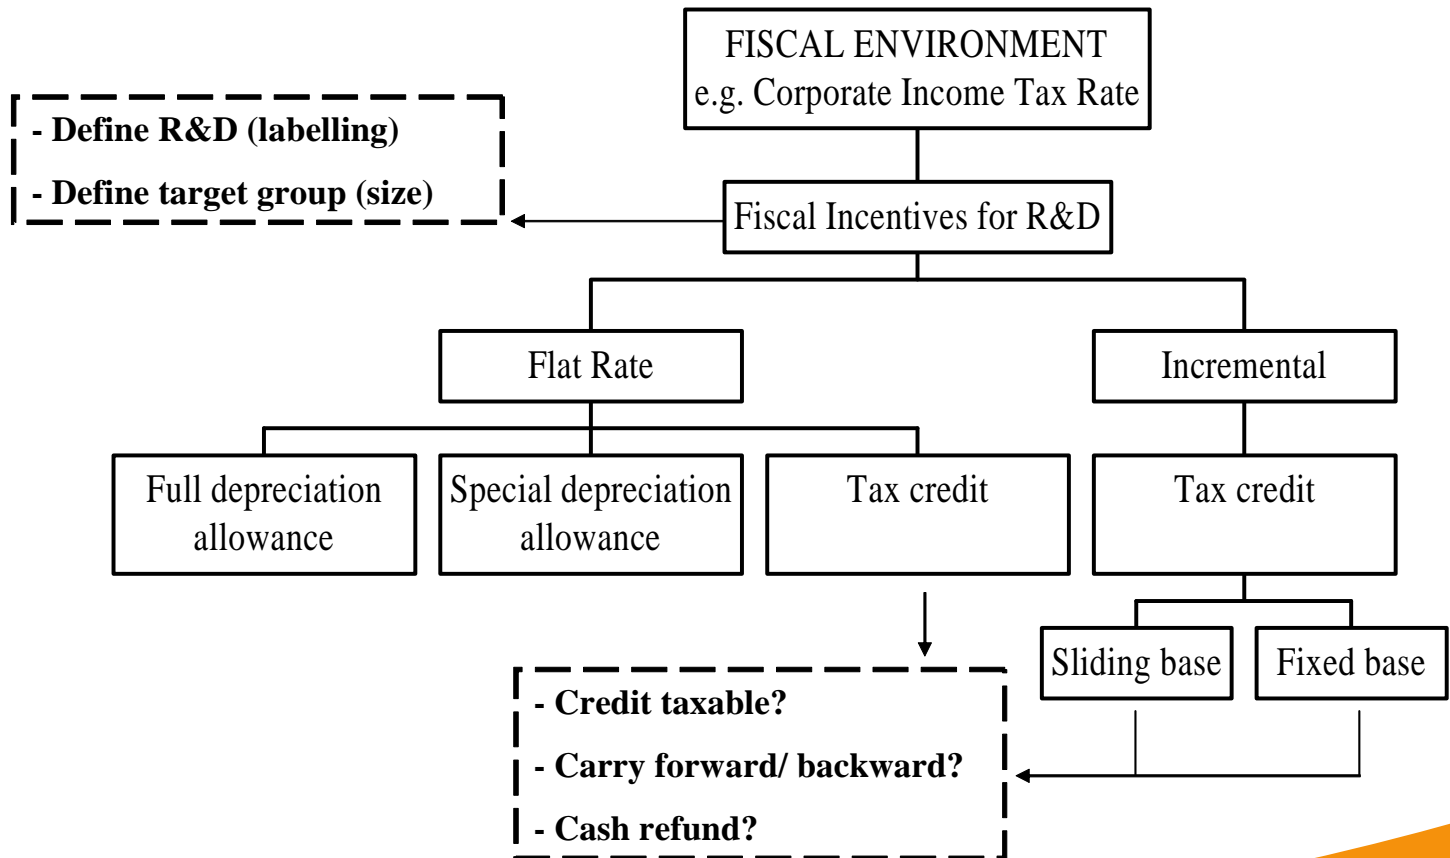 FISCAL ENVIRONMENT
e.g. Corporate Income Tax Rate
- Define R&D (labelling)
- Define target group (size)
Fiscal Incentives for R&D
Flat Rate
Incremental
Full depreciation
allowance
Special depreciation
allowance
Tax credit
Tax credit
Sliding base
Fixed base
- Credit taxable?
- Carry forward/ backward?
- Cash refund?